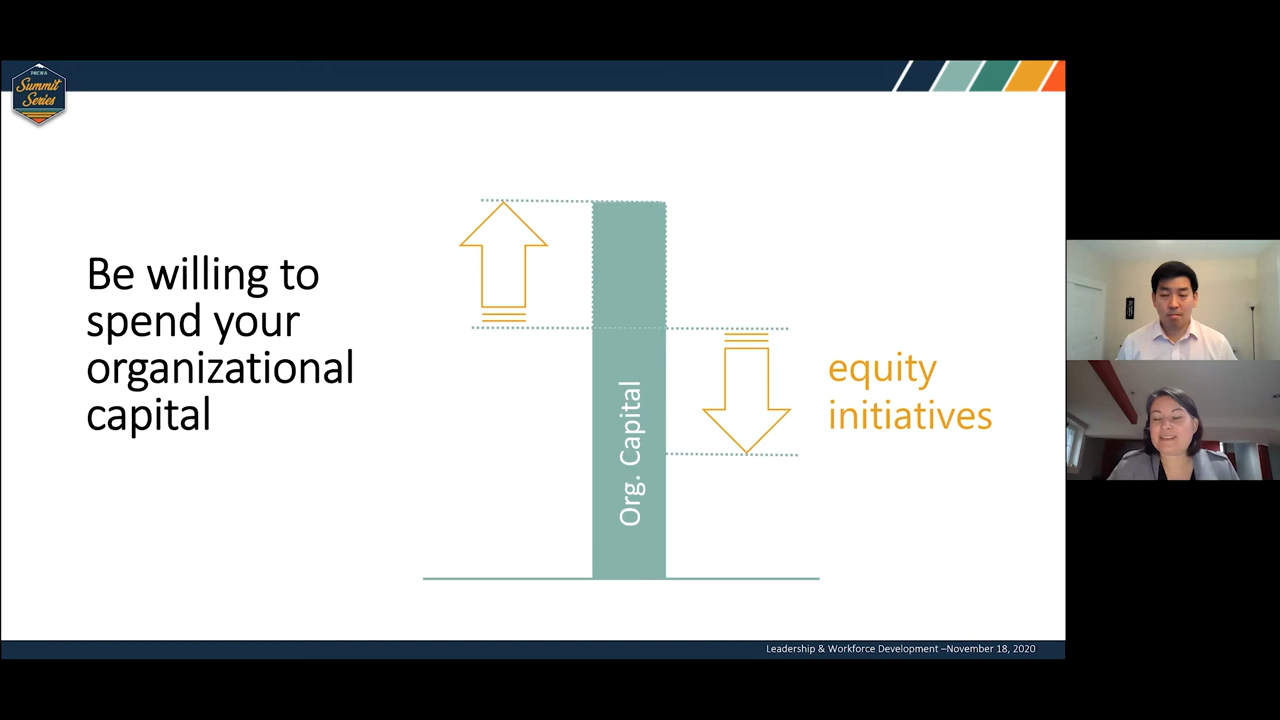 PNCWA
Summit
Series
Be willing to
spend your
organizational
capital
Org. Capital
equity
initiatives
Leadership & Workforce Development –November 18, 2020